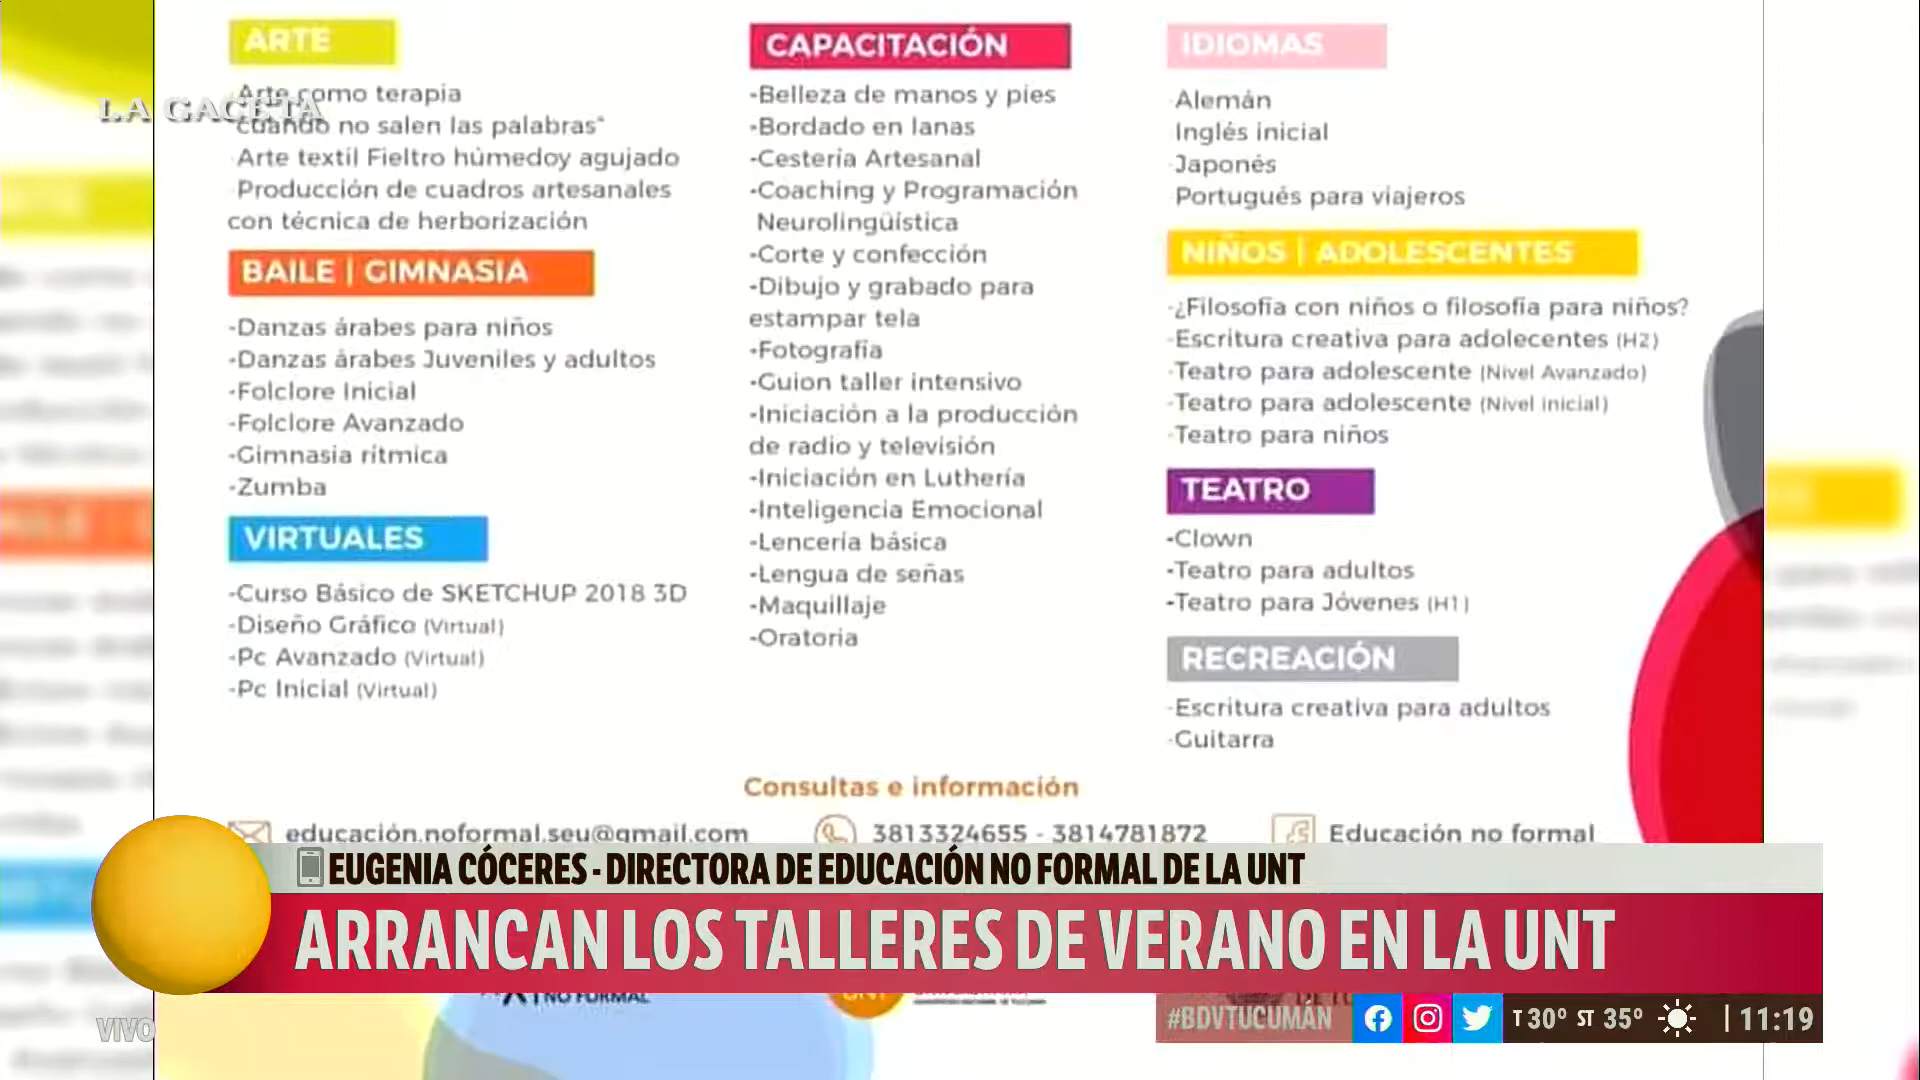 LA GACETA
ARTE
Arte como terapia
"cuando no salen las palabras"
Arte textil Fieltro húmedoy agujado
Producción de cuadros artesanales
con técnica de herborización
BAILE | GIMNASIA
-Danzas árabes para niños
-Danzas árabes Juveniles y adultos
-Folclore Inicial
-Folclore Avanzado
-Gimnasia rítmica
-Zumba
VIRTUALES
-Curso Básico de SKETCHUP 2018 3D
-Diseño Gráfico (Virtual)
-Pc Avanzado (Virtual)
-Pc Inicial (Virtual)
CAPACITACIÓN
-Belleza de manos y pies
-Bordado en lanas
-Cestería Artesanal
-Coaching y Programación
Neurolingüística
-Corte y confección
-Dibujo y grabado para
estampar tela
-Fotografía
-Guion taller intensivo
-Iniciación a la producción
de radio y televisión
-Iniciación en Luthería
-Inteligencia Emocional
-Lencería básica
-Lengua de señas
-Maquillaje
-Oratoria
IDIOMAS
·Alemán
·Inglés inicial
·Japonés
·Portugués para viajeros
NIÑOS | ADOLESCENTES
·¿Filosofía con niños o filosofía para niños?
·Escritura creativa para adolecentes (H2)
·Teatro para adolescente (Nivel Avanzado)
·Teatro para adolescente (Nivel inicial)
·Teatro para niños
TEATRO
-Clown
-Teatro para adultos
-Teatro para Jóvenes (H1)
RECREACIÓN
·Escritura creativa para adultos
·Guitarra
Consultas e información
educación.noformal.seu@gmail.com
3813324655 - 3814781872
Educación no formal
EUGENIA CÓCERES - DIRECTORA DE EDUCACIÓN NO FORMAL DE LA UNT
ARRANCAN LOS TALLERES DE VERANO EN LA UNT
NO FORMAL
UNT
VIVO
#BDVTUCUMÁN
T 30º ST 35º
| 11:19